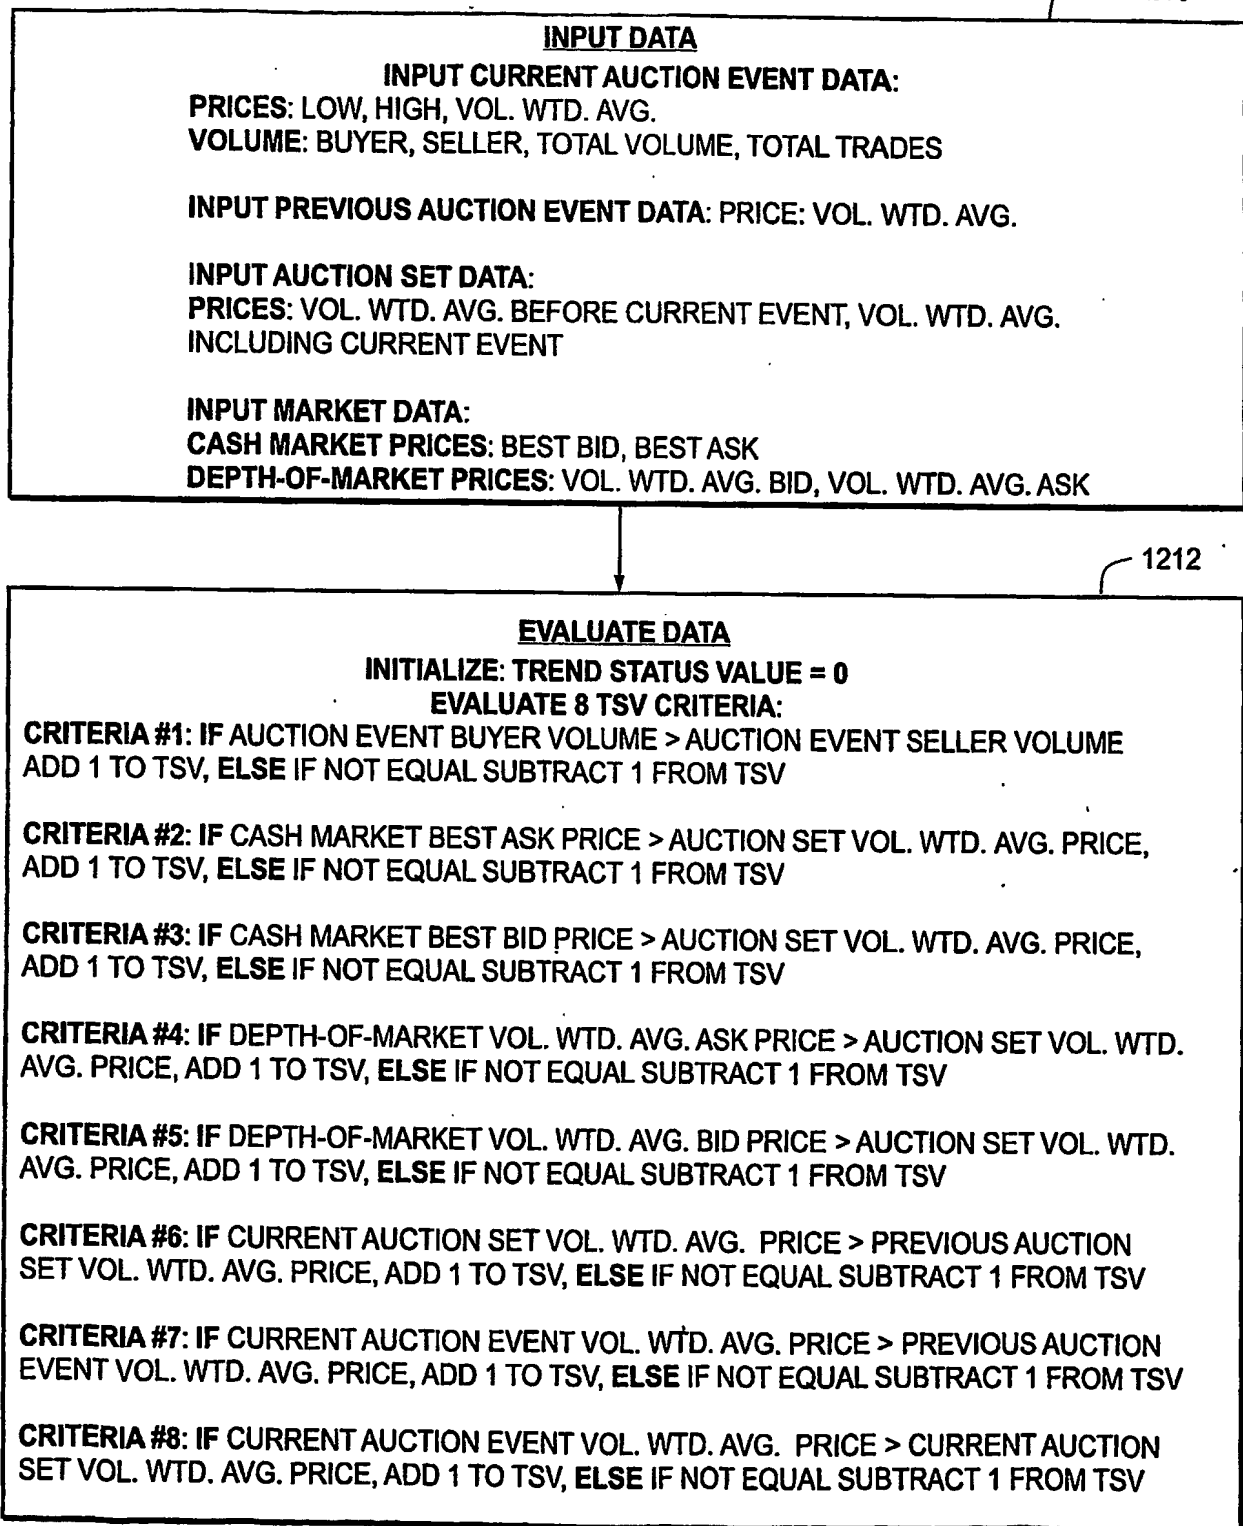 INPUT DATA
INPUT CURRENT AUCTION EVENT DATA:
PRICES: LOW, HIGH, VOL. WTD. AVG.
VOLUME: BUYER, SELLER, TOTAL VOLUME, TOTAL TRADES
INPUT PREVIOUS AUCTION EVENT DATA: PRICE: VOL. WTD. AVG.
INPUT AUCTION SET DATA:
PRICES: VOL. WTD. AVG. BEFORE CURRENT EVENT, VOL. WTD. AVG.
INCLUDING CURRENT EVENT
INPUT MARKET DATA:
CASH MARKET PRICES: BEST BID, BEST ASK
DEPTH-OF-MARKET PRICES: VOL. WTD. AVG. BID, VOL. WTD. AVG. ASK
1212
EVALUATE DATA
INITIALIZE: TREND STATUS VALUE = 0
EVALUATE 8 TSV CRITERIA:
CRITERIA #1: IF AUCTION EVENT BUYER VOLUME > AUCTION EVENT SELLER VOLUME
ADD 1 TO TSV, ELSE IF NOT EQUAL SUBTRACT 1 FROM TSV
CRITERIA #2: IF CASH MARKET BEST ASK PRICE > AUCTION SET VOL. WTD. AVG. PRICE,
ADD 1 TO TSV, ELSE IF NOT EQUAL SUBTRACT 1 FROM TSV
CRITERIA #3: IF CASH MARKET BEST BID PRICE > AUCTION SET VOL. WTD. AVG. PRICE,
ADD 1 TO TSV, ELSE IF NOT EQUAL SUBTRACT 1 FROM TSV
CRITERIA #4: IF DEPTH-OF-MARKET VOL. WTD. AVG. ASK PRICE > AUCTION SET VOL. WTD.
AVG. PRICE, ADD 1 TO TSV, ELSE IF NOT EQUAL SUBTRACT 1 FROM TSV
CRITERIA #5: IF DEPTH-OF-MARKET VOL. WTD. AVG. BID PRICE > AUCTION SET VOL. WTD.
AVG. PRICE, ADD 1 TO TSV, ELSE IF NOT EQUAL SUBTRACT 1 FROM TSV
CRITERIA #6: IF CURRENT AUCTION SET VOL. WTD. AVG. PRICE > PREVIOUS AUCTION
SET VOL. WTD. AVG. PRICE, ADD 1 TO TSV, ELSE IF NOT EQUAL SUBTRACT 1 FROM TSV
CRITERIA #7: IF CURRENT AUCTION EVENT VOL. WTD. AVG. PRICE > PREVIOUS AUCTION
EVENT VOL. WTD. AVG. PRICE, ADD 1 TO TSV, ELSE IF NOT EQUAL SUBTRACT 1 FROM TSV
CRITERIA #8: IF CURRENT AUCTION EVENT VOL. WTD. AVG. PRICE > CURRENT AUCTION
SET VOL. WTD. AVG. PRICE, ADD 1 TO TSV, ELSE IF NOT EQUAL SUBTRACT 1 FROM TSV